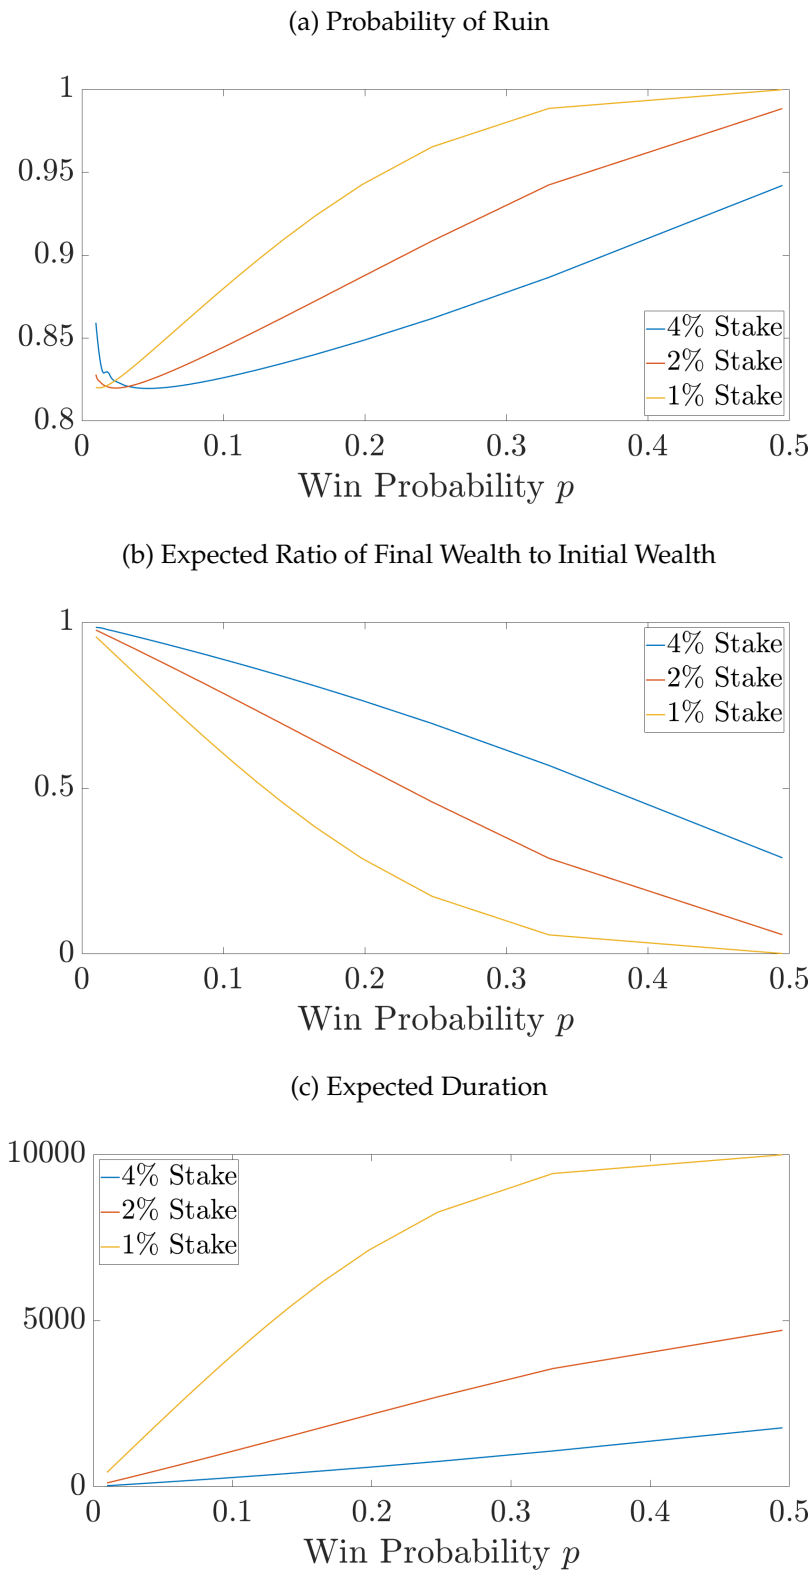 (a) Probability of Ruin
1
0.95
0.9
0.85
0.8
4% Stake
2% Stake
1% Stake
0 0.1 0.2 0.3 0.4 0.5
Win Probability p
(b) Expected Ratio of Final Wealth to Initial Wealth
1
0.5
0
4% Stake
2% Stake
1% Stake
0 0.1 0.2 0.3 0.4 0.5
Win Probability p
(c) Expected Duration
10000
5000
0
4% Stake
2% Stake
1% Stake
0 0.1 0.2 0.3 0.4 0.5
Win Probability p